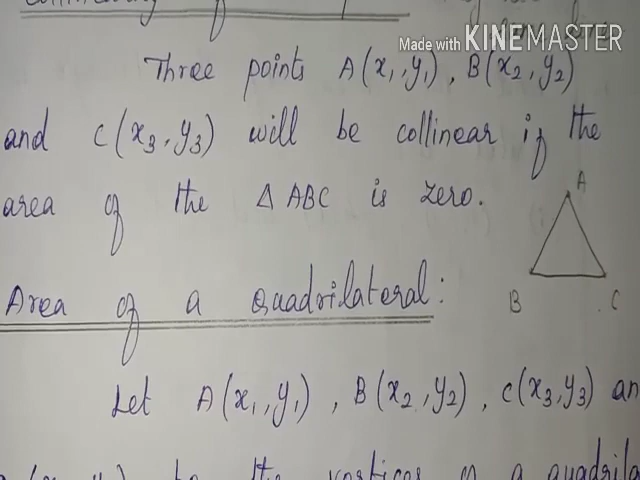 Collinearity of
Made with KINEMASTER
Three points A(x₁,y₁), B(x₂,y₂)
and C(x₃,y₃) will be collinear if the
area of the Δ ABC is zero.
A
B C
Area of a Quadrilateral:
Let A(x₁,y₁), B(x₂,y₂), C(x₃,y₃) an
be the vertices of a quadrila